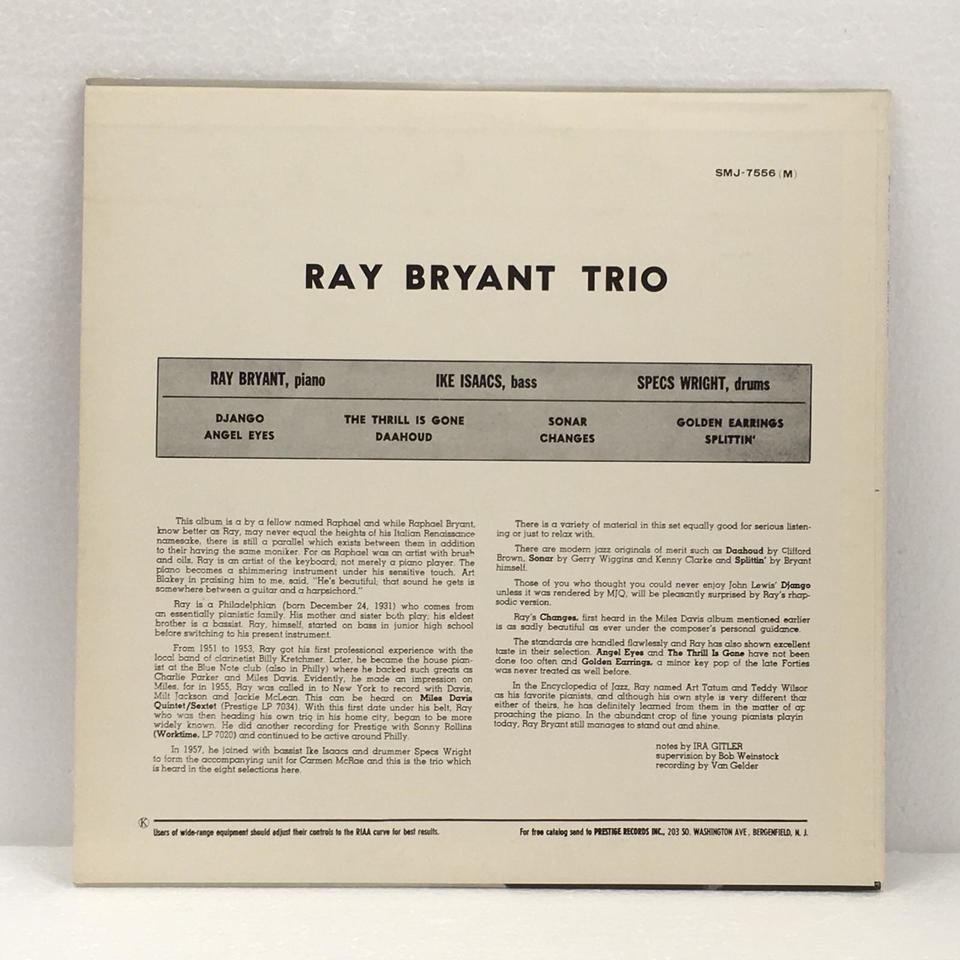 SMJ-7556 (M)
RAY BRYANT TRIO
RAY BRYANT, piano
IKE ISAACS, bass
SPECS WRIGHT, drums
DJANGO
ANGEL EYES
THE THRILL IS GONE
DAAHOUD
SONAR
CHANGES
GOLDEN EARRINGS
SPLITTIN'
This album is a by a fellow named Raphael and while Raphael Bryant,
know better as Ray, may never equal the heights of his Italian Renaissance
namesake, there is still a parallel which exists between them in addition
to their having the same moniker. For as Raphael was an artist with brush
and oils, Ray is an artist of the keyboard, not merely a piano player. The
piano becomes a shimmering instrument under his sensitive touch. Art
Blakey in praising him to me, said, "He's beautiful; that sound he gets is
somewhere between a guitar and a harpsichord."
Ray is a Philadelphian (born December 24, 1931) who comes from
an essentially pianistic family. His mother and sister both play; his eldest
brother is a bassist. Ray, himself, started on bass in junior high school
before switching to his present instrument.
From 1951 to 1953, Ray got his first professional experience with the
local band of clarinetist Billy Kretchmer. Later, he became the house pian-
ist at the Blue Note club (also in Philly) where he backed such greats as
Charlie Parker and Miles Davis. Evidently, he made an impression on
Miles, for in 1955, Ray was called in to New York to record with Davis,
Milt Jackson and Jackie McLean. This can be heard on Miles Davis
Quintet/Sextet (Prestige LP 7034). With this first date under his belt, Ray
who was then heading his own trio in his home city, began to be more
widely known. He did another recording for Prestige with Sonny Rollins
(Worktime, LP 7020) and continued to be active around Philly.
In 1957, he joined with bassist Ike Isaacs and drummer Specs Wright
to form the accompanying unit for Carmen McRae and this is the trio which
is heard in the eight selections here.
There is a variety of material in this set equally good for serious listen-
ing or just to relax with.
There are modern jazz originals of merit such as Daahoud by Clifford
Brown, Sonar by Gerry Wiggins and Kenny Clarke and Splittin' by Bryant
himself.
Those of you who thought you could never enjoy John Lewis' Django
unless it was rendered by MJQ, will be pleasantly surprised by Ray's rhap-
sodic version.
Ray's Changes, first heard in the Miles Davis album mentioned earlier
is as sadly beautiful as ever under the composer's personal guidance.
The standards are handled flawlessly and Ray has also shown excellent
taste in their selection. Angel Eyes and The Thrill Is Gone have not been
done too often and Golden Earrings, a minor key pop of the late Forties
was never treated as well before.
In the Encyclopedia of Jazz, Ray named Art Tatum and Teddy Wilson
as his favorite pianists, and although his own style is very different than
either of theirs, he has definitely learned from them in the matter of ap
proaching the piano. In the abundant crop of fine young pianists playin
today, Ray Bryant still manages to stand out and shine.
notes by IRA GITLER
supervision by Bob Weinstock
recording by Van Gelder
K
Users of wide-range equipment should adjust their controls to the RIAA curve for best results.
For free catalog send to PRESTIGE RECORDS INC., 203 SO. WASHINGTON AVE, BERGENFIELD, N. J.